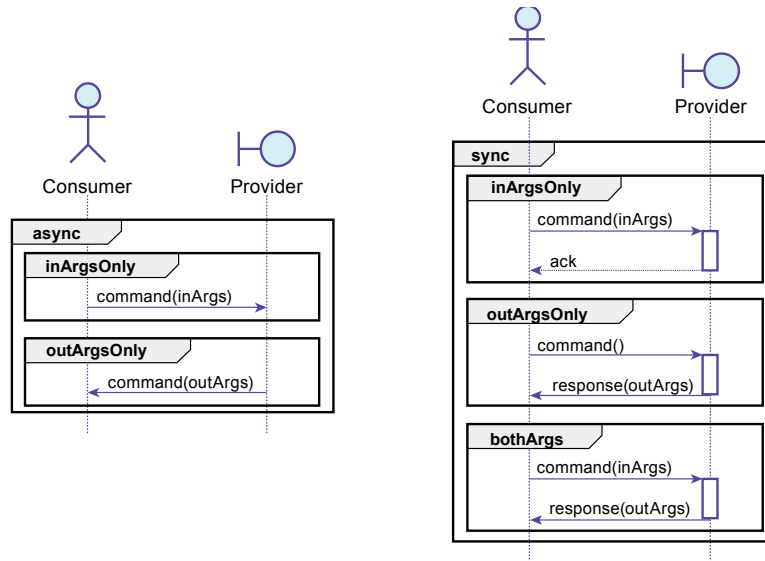 Consumer
Provider
async
inArgsOnly
command(inArgs)
outArgsOnly
command(outArgs)
Consumer
Provider
sync
inArgsOnly
command(inArgs)
ack
outArgsOnly
command()
response(outArgs)
bothArgs
command(inArgs)
response(outArgs)